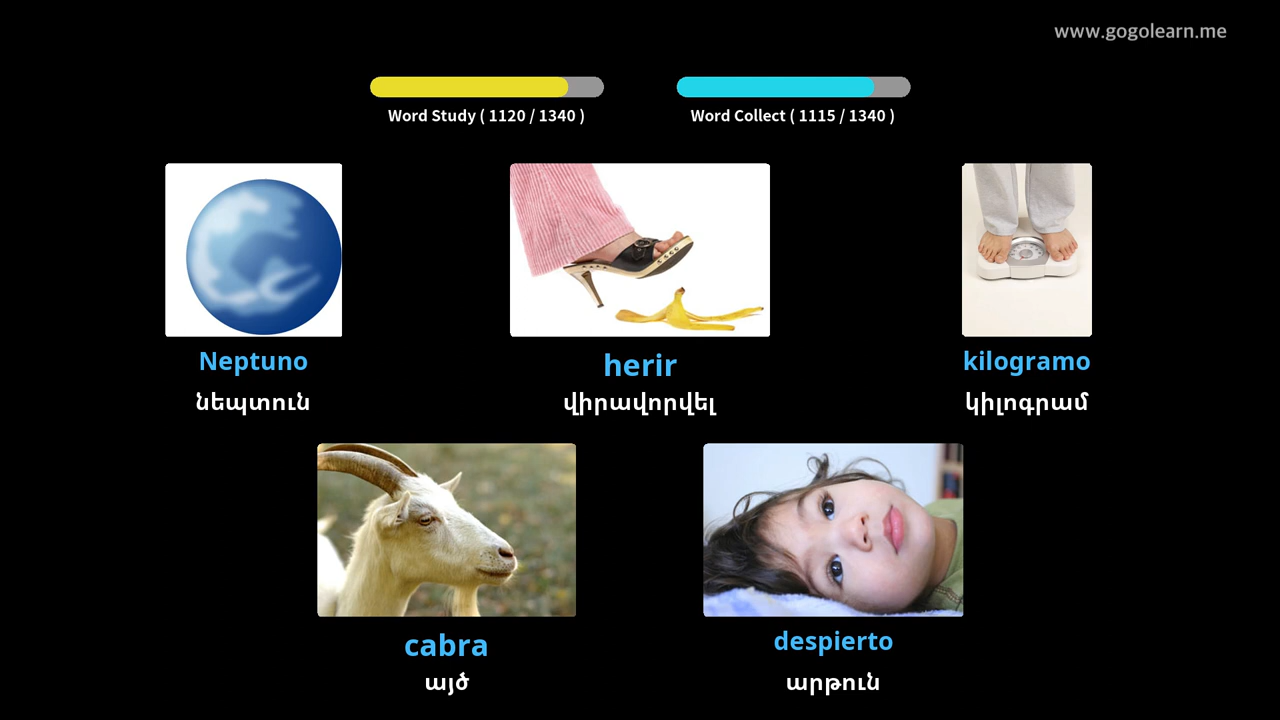 www.gogolearn.me
Word Study ( 1120 / 1340 )
Word Collect ( 1115 / 1340 )
Neptuno
նեպտուն
herir
վիրավորվել
kilogramo
կիլոգրամ
cabra
այծ
despierto
արթուն